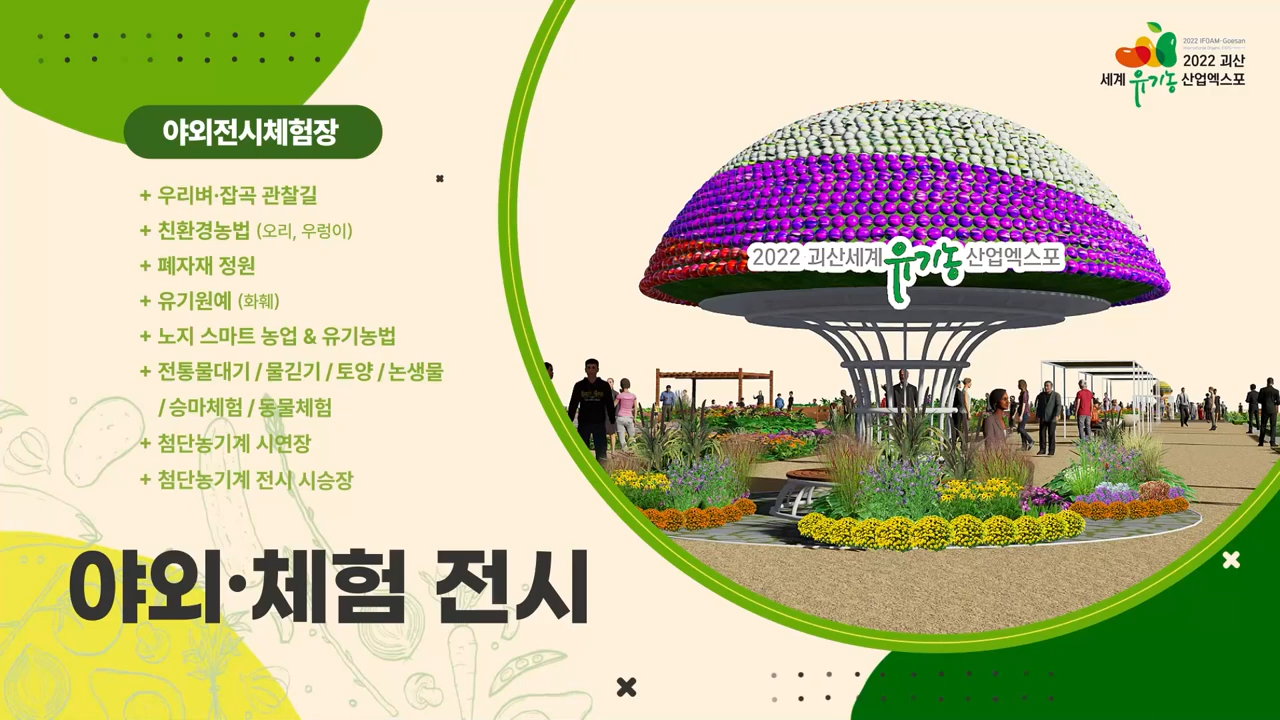 2022 IFOAM-Goesan
2022 괴산
세계 유기농 산업엑스포
야외전시체험장
+ 우리벼·잡곡 관찰길
+ 친환경농법 (오리, 우렁이)
+ 폐자재 정원
+ 유기원예 (화훼)
+ 노지 스마트 농업 & 유기농법
+ 전통물대기 / 물긷기 / 토양 / 논생물
/ 승마체험 / 동물체험
+ 첨단농기계 시연장
+ 첨단농기계 전시 시승장
2022 괴산세계 유기농 산업엑스포
야외·체험 전시